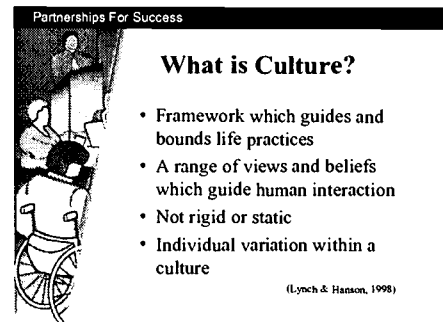 Partnerships For Success
What is Culture?
• Framework which guides and
bounds life practices
• A range of views and beliefs
which guide human interaction
• Not rigid or static
• Individual variation within a
culture
(Lynch & Hanson, 1998)